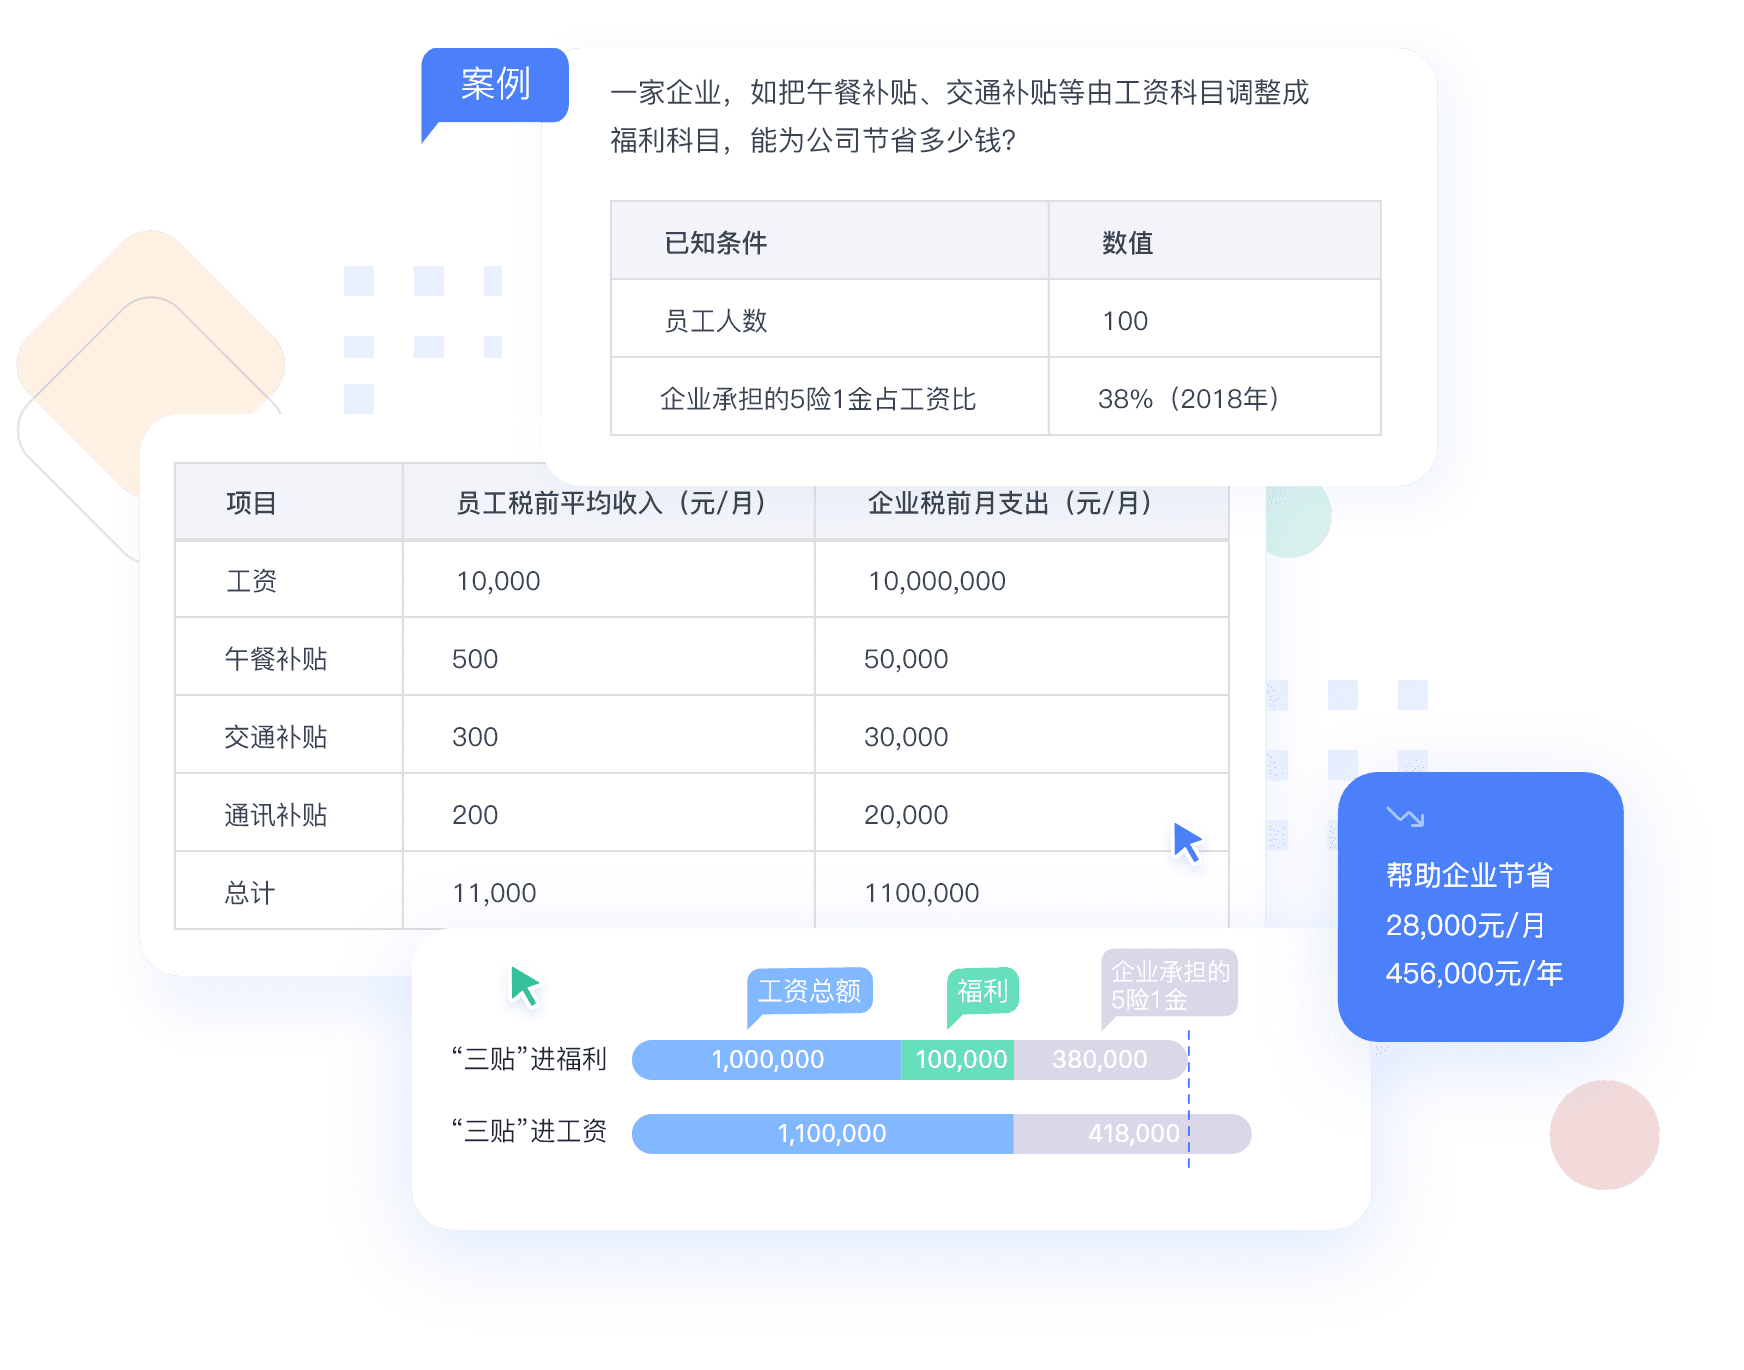 案例
一家企业，如把午餐补贴、交通补贴等由工资科目调整成
福利科目，能为公司节省多少钱？
已知条件 数值
员工人数 100
企业承担的5险1金占工资比 38%（2018年）
项目 员工税前平均收入（元/月） 企业税前月支出（元/月）
工资 10,000 10,000,000
午餐补贴 500 50,000
交通补贴 300 30,000
通讯补贴 200 20,000
总计 11,000 1100,000
帮助企业节省
28,000元/月
456,000元/年
工资总额 福利 企业承担的
5险1金
“三贴”进福利 1,000,000 100,000 380,000
“三贴”进工资 1,100,000 418,000